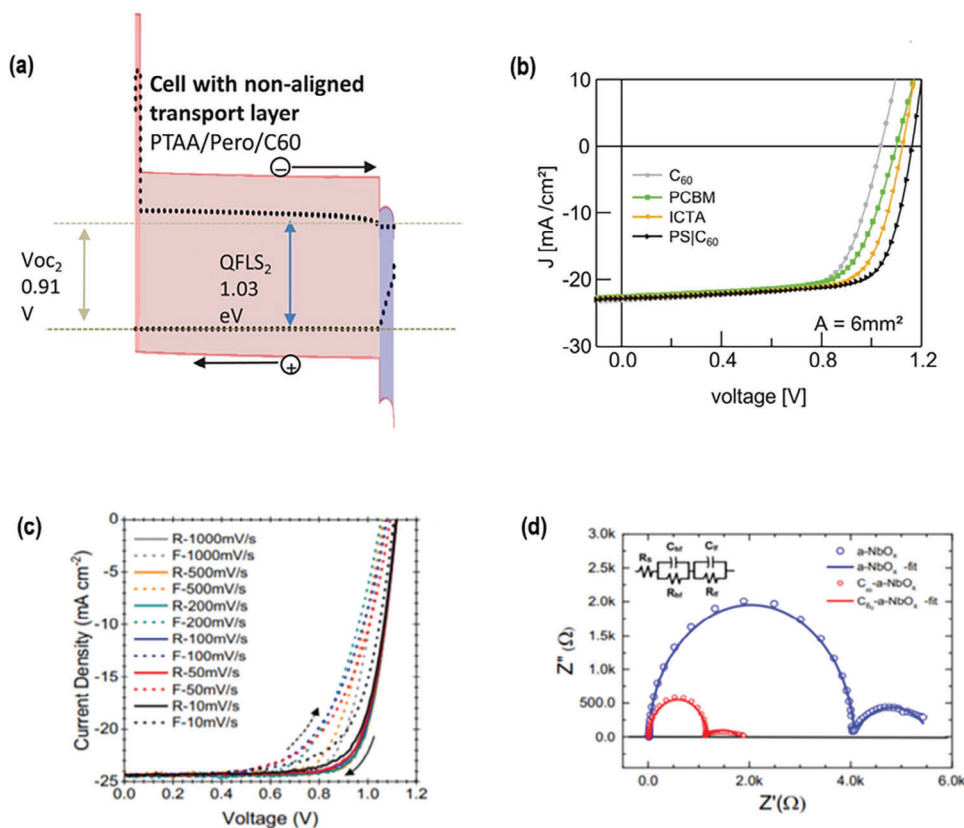 (a)
Cell with non-aligned
transport layer
PTAA/Pero/C60
−
Voc₂
0.91
V
QFLS₂
1.03
eV
+
(b)
10
0
-10
-20
-30
J [mA /cm²]
C₆₀
PCBM
ICTA
PS|C₆₀
A = 6mm²
0.0
0.4
0.8
1.2
voltage [V]
(c)
0
-5
-10
-15
-20
-25
Current Density (mA cm⁻²)
R-1000mV/s
F-1000mV/s
R-500mV/s
F-500mV/s
R-200mV/s
F-200mV/s
R-100mV/s
F-100mV/s
R-50mV/s
F-50mV/s
R-10mV/s
F-10mV/s
0.0 0.2 0.4 0.6 0.8 1.0 1.2
Voltage (V)
(d)
3.0k
2.5k
2.0k
1.5k
1.0k
500.0
0.0
Z" (Ω)
C_hf C_lf
R_s
R_hf R_lf
a-NbOₓ
a-NbOₓ -fit
C₆₀-a-NbOₓ
C₆₀-a-NbOₓ -fit
0.0 2.0k 4.0k 6.0k
Z'(Ω)